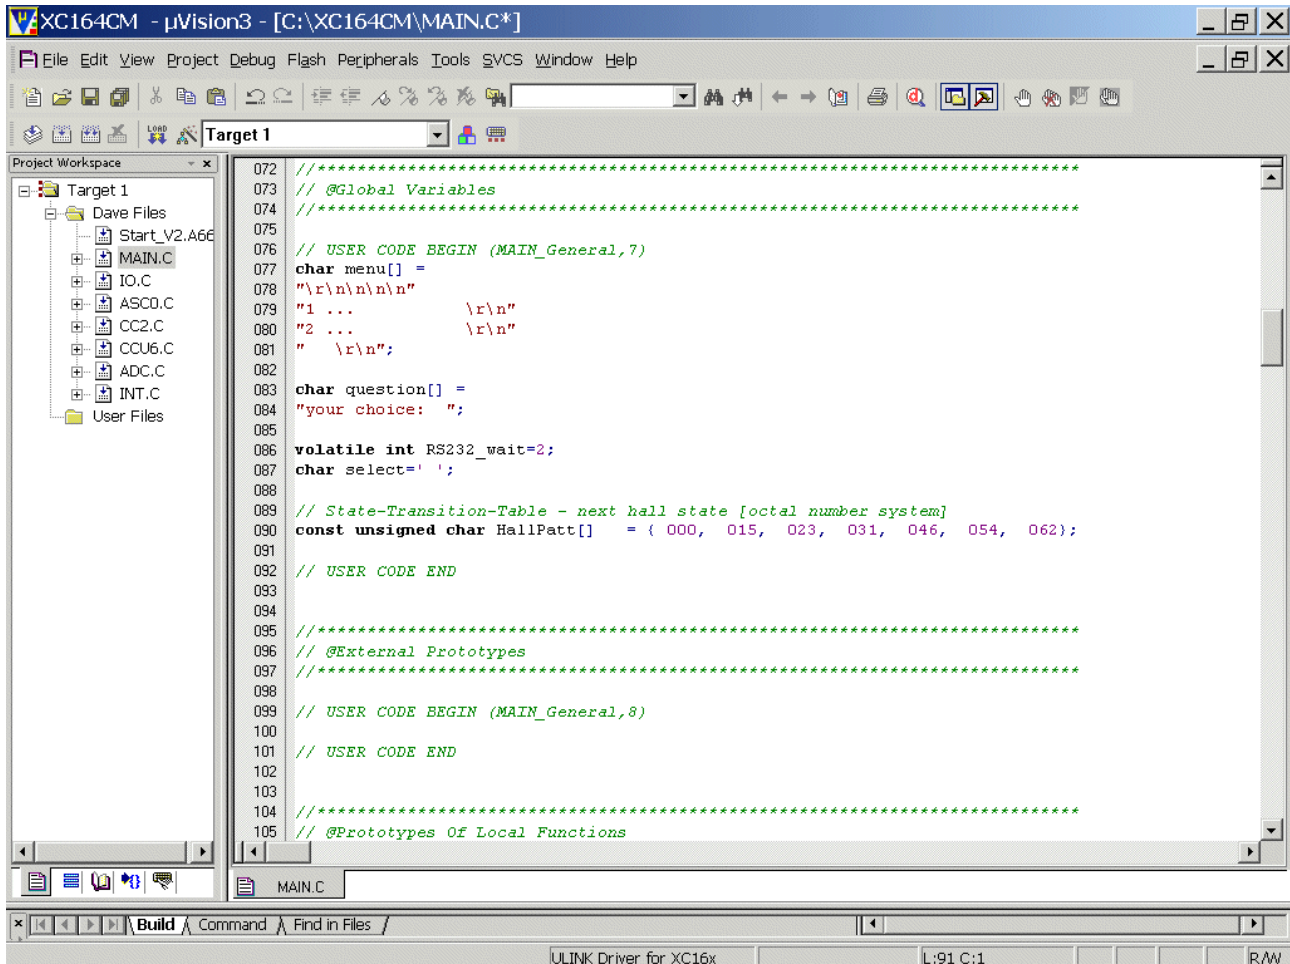 XC164CM - µVision3 - [C:\XC164CM\MAIN.C*]
File Edit View Project Debug Flash Peripherals Tools SVCS Window Help
LOAD Target 1
Project Workspace
Target 1
Dave Files
Start_V2.A66
MAIN.C
IO.C
ASC0.C
CC2.C
CCU6.C
ADC.C
INT.C
User Files
072 //****************************************************************************
073 // @Global Variables
074 //****************************************************************************
075
076 // USER CODE BEGIN (MAIN_General,7)
077 char menu[] =
078 "\r\n\n\n\n"
079 "1 ...           \r\n"
080 "2 ...           \r\n"
081 "   \r\n";
082
083 char question[] =
084 "your choice:  ";
085
086 volatile int RS232_wait=2;
087 char select=' ';
088
089 // State-Transition-Table - next hall state [octal number system]
090 const unsigned char HallPatt[]   = { 000,  015,  023,  031,  046,  054,  062};
091
092 // USER CODE END
093
094
095 //****************************************************************************
096 // @External Prototypes
097 //****************************************************************************
098
099 // USER CODE BEGIN (MAIN_General,8)
100
101 // USER CODE END
102
103
104 //****************************************************************************
105 // @Prototypes Of Local Functions
MAIN.C
Build Command Find in Files
ULINK Driver for XC16x L:91 C:1 R/W